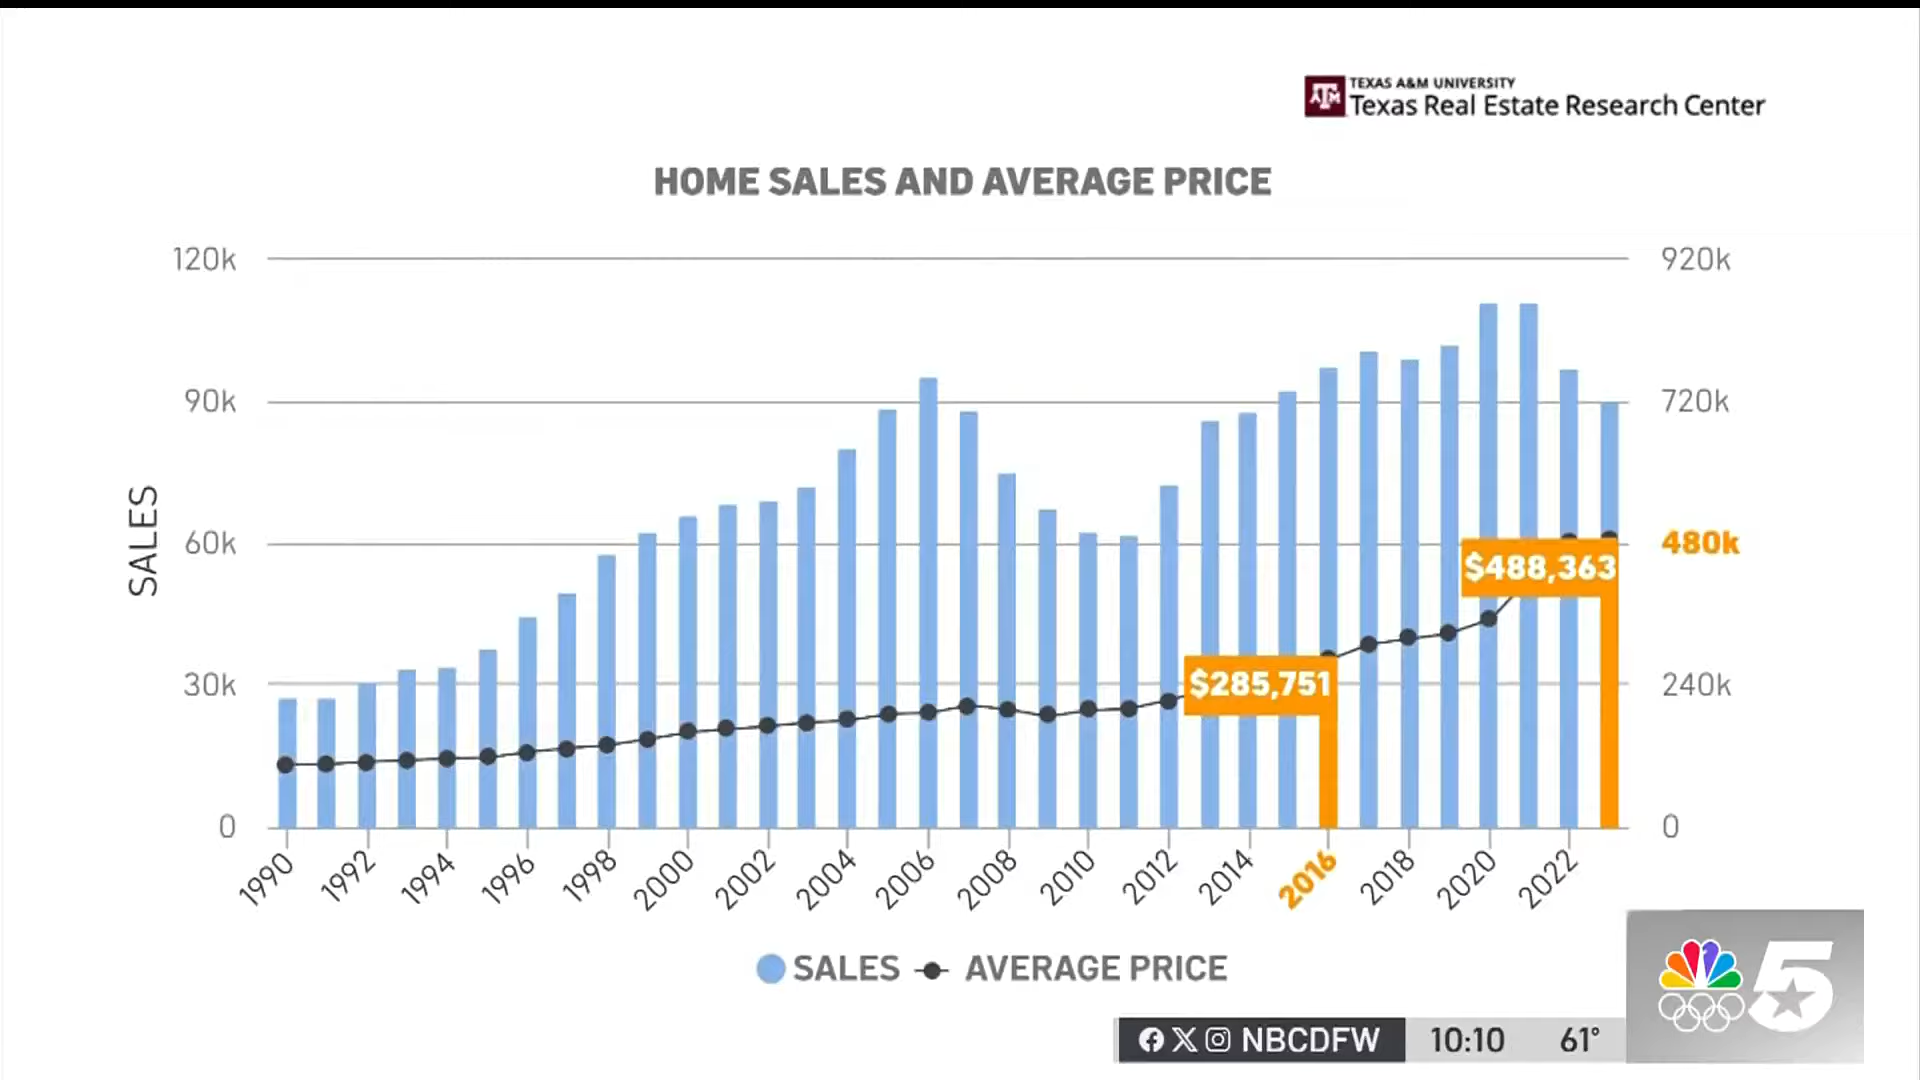 TEXAS A&M UNIVERSITY
Texas Real Estate Research Center
HOME SALES AND AVERAGE PRICE
120k
920k
90k
720k
60k
480k
30k
240k
0
0
SALES
$488,363
$285,751
1990
1992
1994
1996
1998
2000
2002
2004
2006
2008
2010
2012
2014
2016
2018
2020
2022
SALES
AVERAGE PRICE
5
NBCDFW 10:10 61°